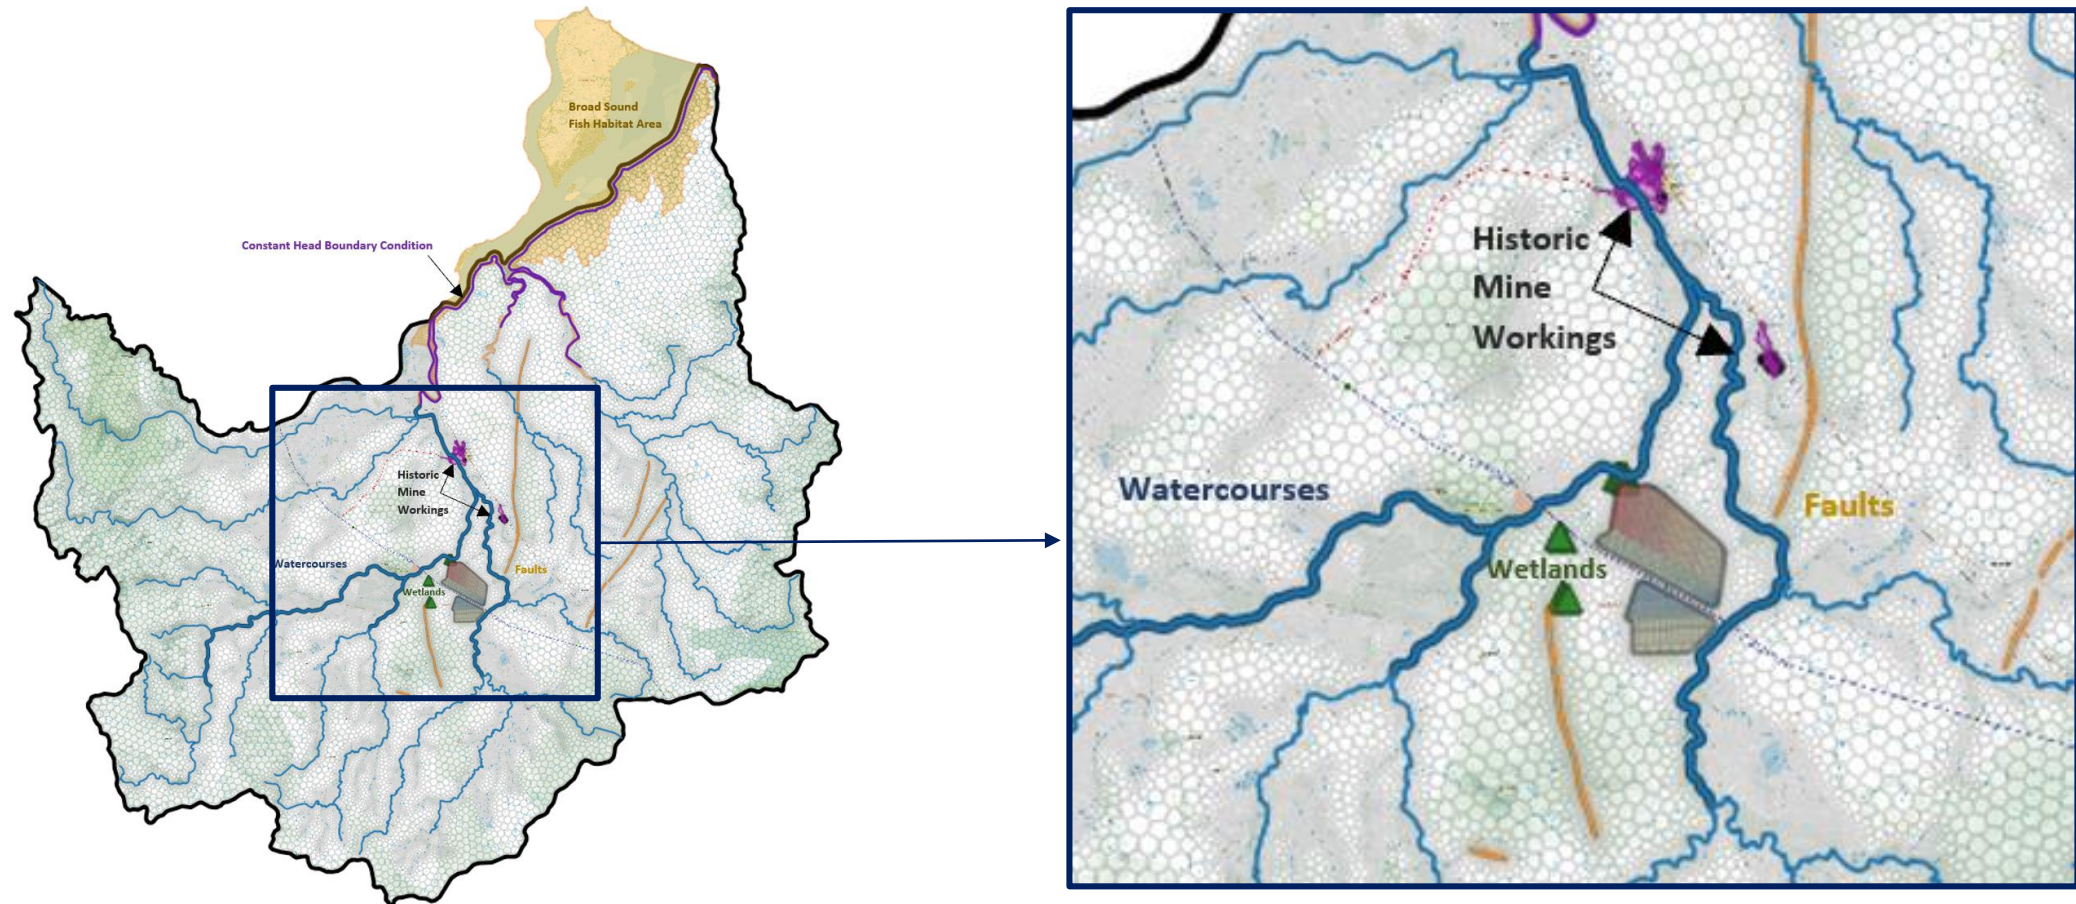 Broad Sound
Fish Habitat Area
Constant Head Boundary Condition
Historic
Mine
Workings
Watercourses
Wetlands
Faults
Historic
Mine
Workings
Watercourses
Wetlands
Faults